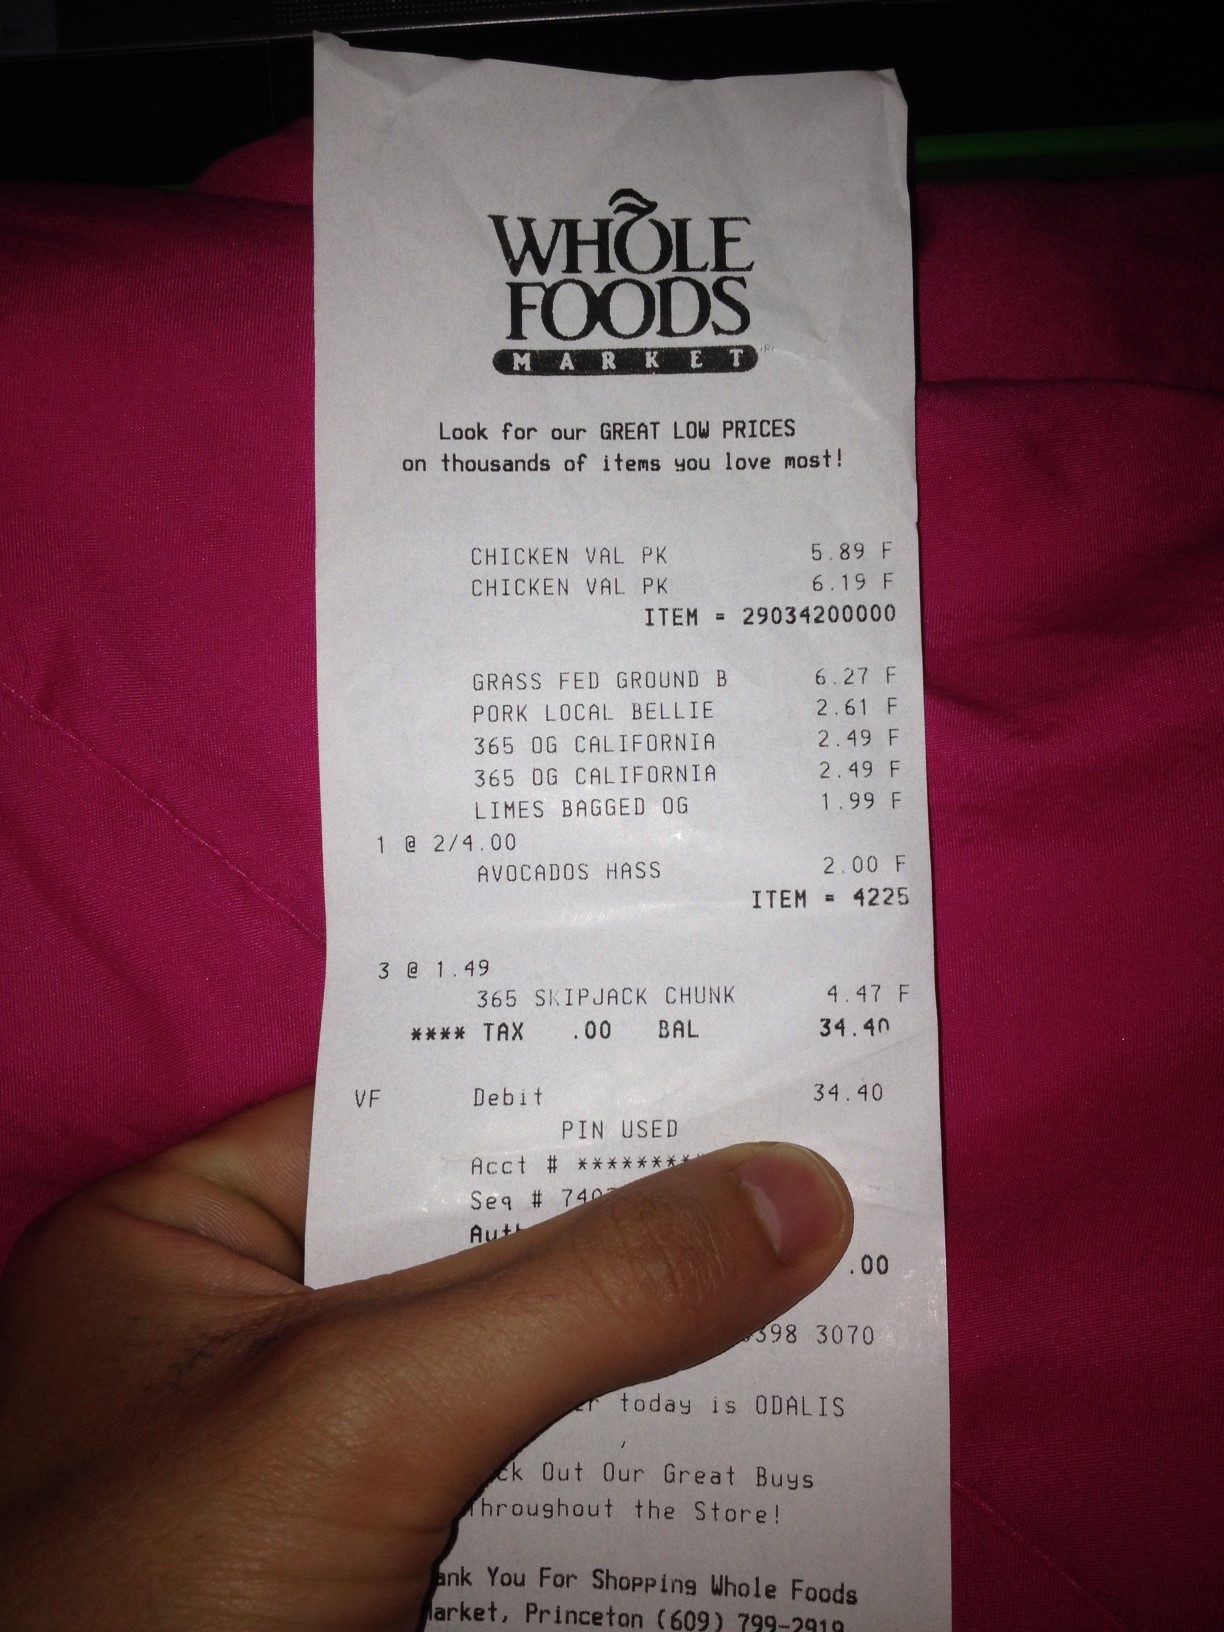 WHOLE
FOODS
MARKET
Look for our GREAT LOW PRICES
on thousands of items you love most!
CHICKEN VAL PK 5.89 F
CHICKEN VAL PK 6.19 F
ITEM = 29034200000
GRASS FED GROUND B 6.27 F
PORK LOCAL BELLIE 2.61 F
365 OG CALIFORNIA 2.49 F
365 OG CALIFORNIA 2.49 F
LIMES BAGGED OG 1.99 F
1 @ 2/4.00
AVOCADOS HASS 2.00 F
ITEM = 4225
3 @ 1.49
365 SKIPJACK CHUNK 4.47 F
**** TAX .00 BAL 34.40
VF Debit 34.40
PIN USED
Acct # *********
Seq #
.00
3070
today is ODALIS
Out Our Great Buys
Throughout the Store!
You For Shopping Whole Foods
Market, Princeton (609) 799-2919